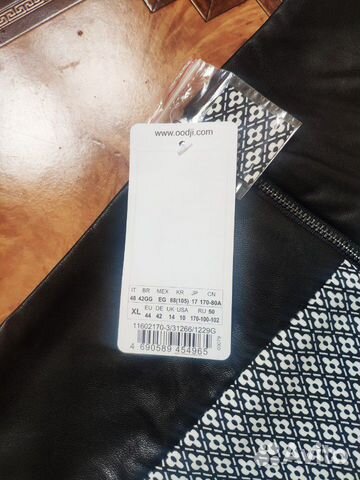 www.oodji.com
IT BR MEX KR JP CN
48 42GG EG 88(105) 17 170-80A
XL EU DE UK USA RU 50
44 42 14 10 170-100-102
11602170-3/31266/1229G
4 690589 454965
03079
Avito